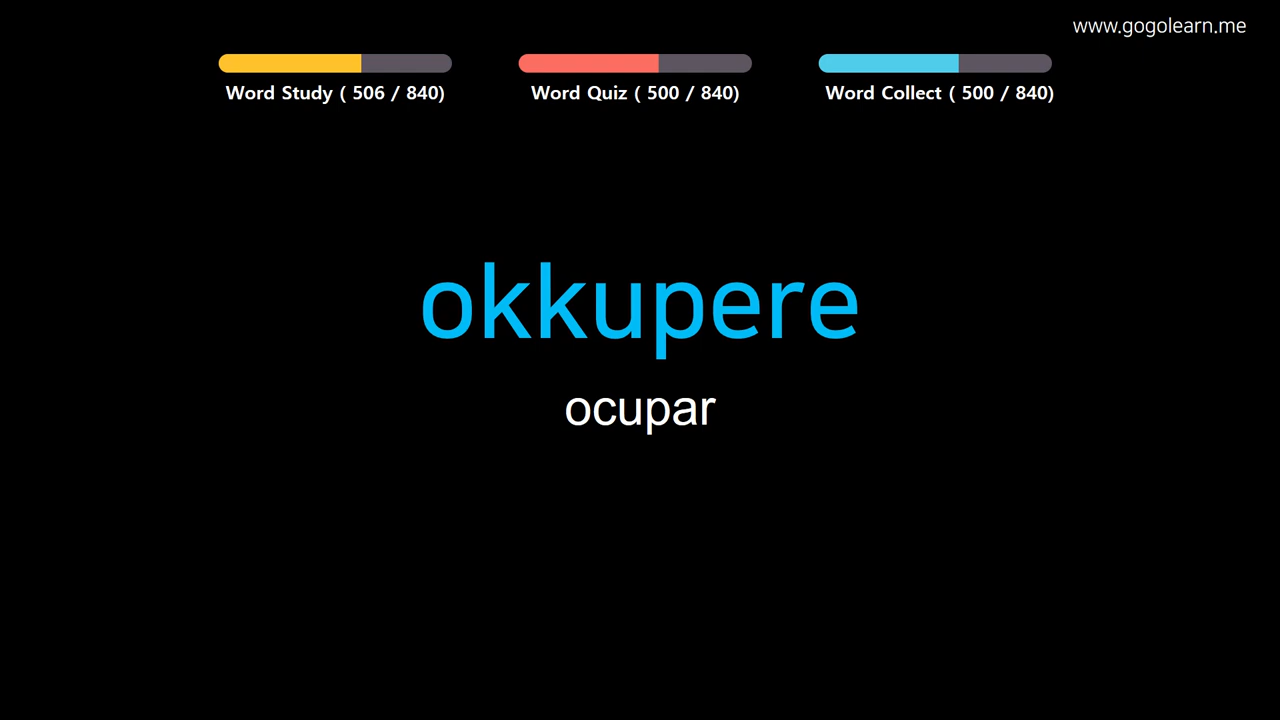 www.gogolearn.me
Word Study ( 506 / 840)
Word Quiz ( 500 / 840)
Word Collect ( 500 / 840)
okkupere
ocupar